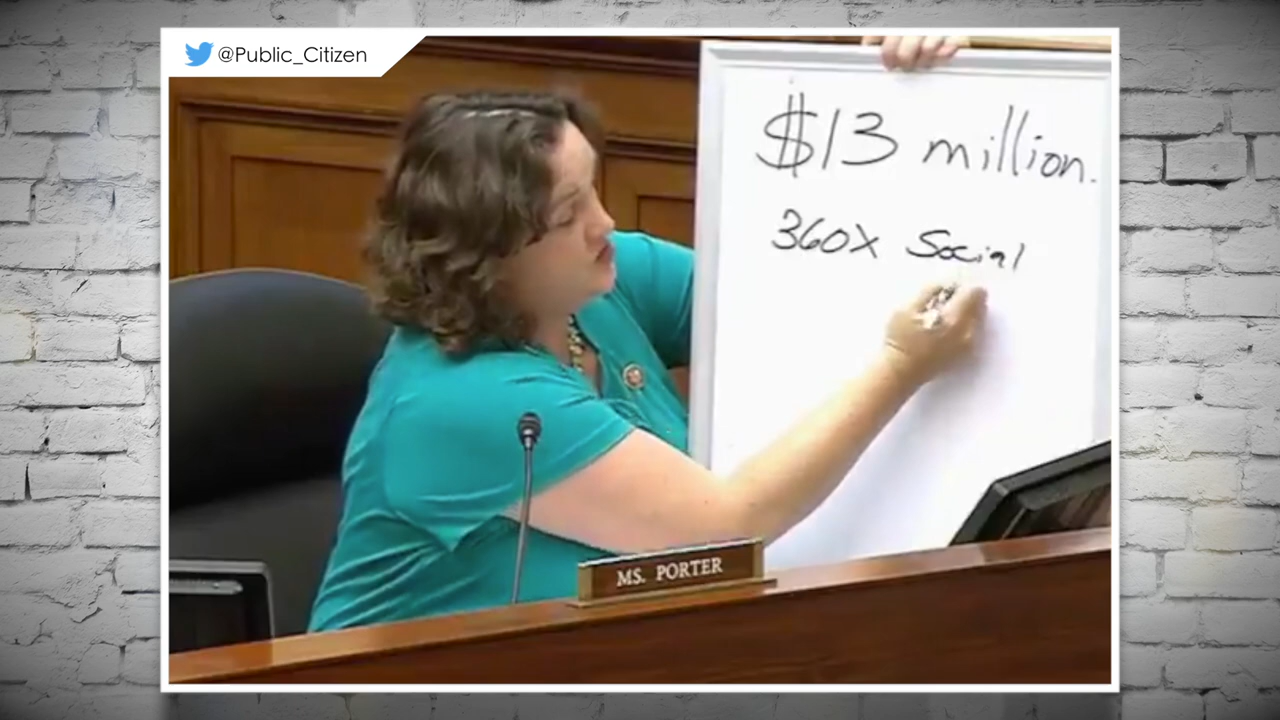 @Public_Citizen
$13 million.
360X Social
MS. PORTER